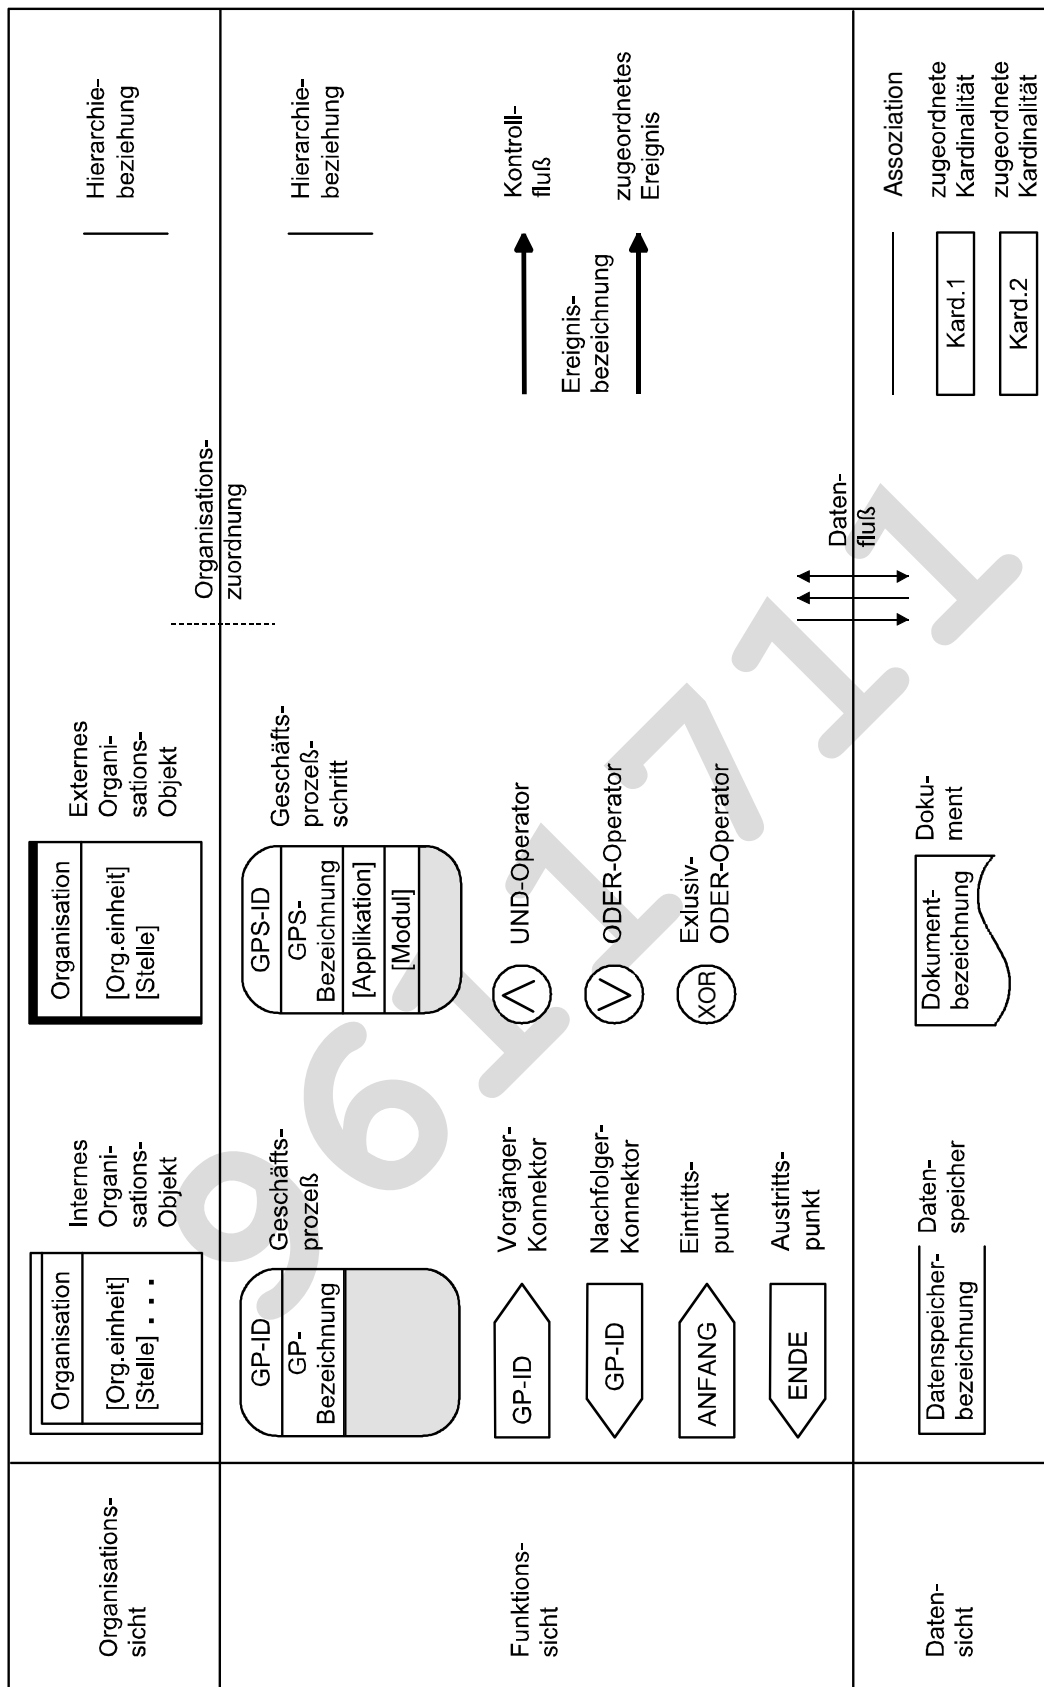 Organisations-
sicht
Organisation
[Org.einheit]
[Stelle] ...
Internes
Organi-
sations-
Objekt
Organisation
[Org.einheit]
[Stelle]
Externes
Organi-
sations-
Objekt
Hierarchie-
beziehung
Organisations-
zuordnung
Funktions-
sicht
GP-ID
GP-
Bezeichnung
Geschäfts-
prozeß
GPS-ID
GPS-
Bezeichnung
[Applikation]
[Modul]
Geschäfts-
prozeß-
schritt
Hierarchie-
beziehung
GP-ID
Vorgänger-
Konnektor
UND-Operator
Kontroll-
fluß
GP-ID
Nachfolger-
Konnektor
ODER-Operator
Ereignis-
bezeichnung
zugeordnetes
Ereignis
ANFANG
Eintritts-
punkt
XOR
Exlusiv-
ODER-Operator
ENDE
Austritts-
punkt
Daten-
fluß
Daten-
sicht
Datenspeicher-
bezeichnung
Daten-
speicher
Dokument-
bezeichnung
Doku-
ment
Assoziation
Kard.1
zugeordnete
Kardinalität
Kard.2
zugeordnete
Kardinalität
9611711